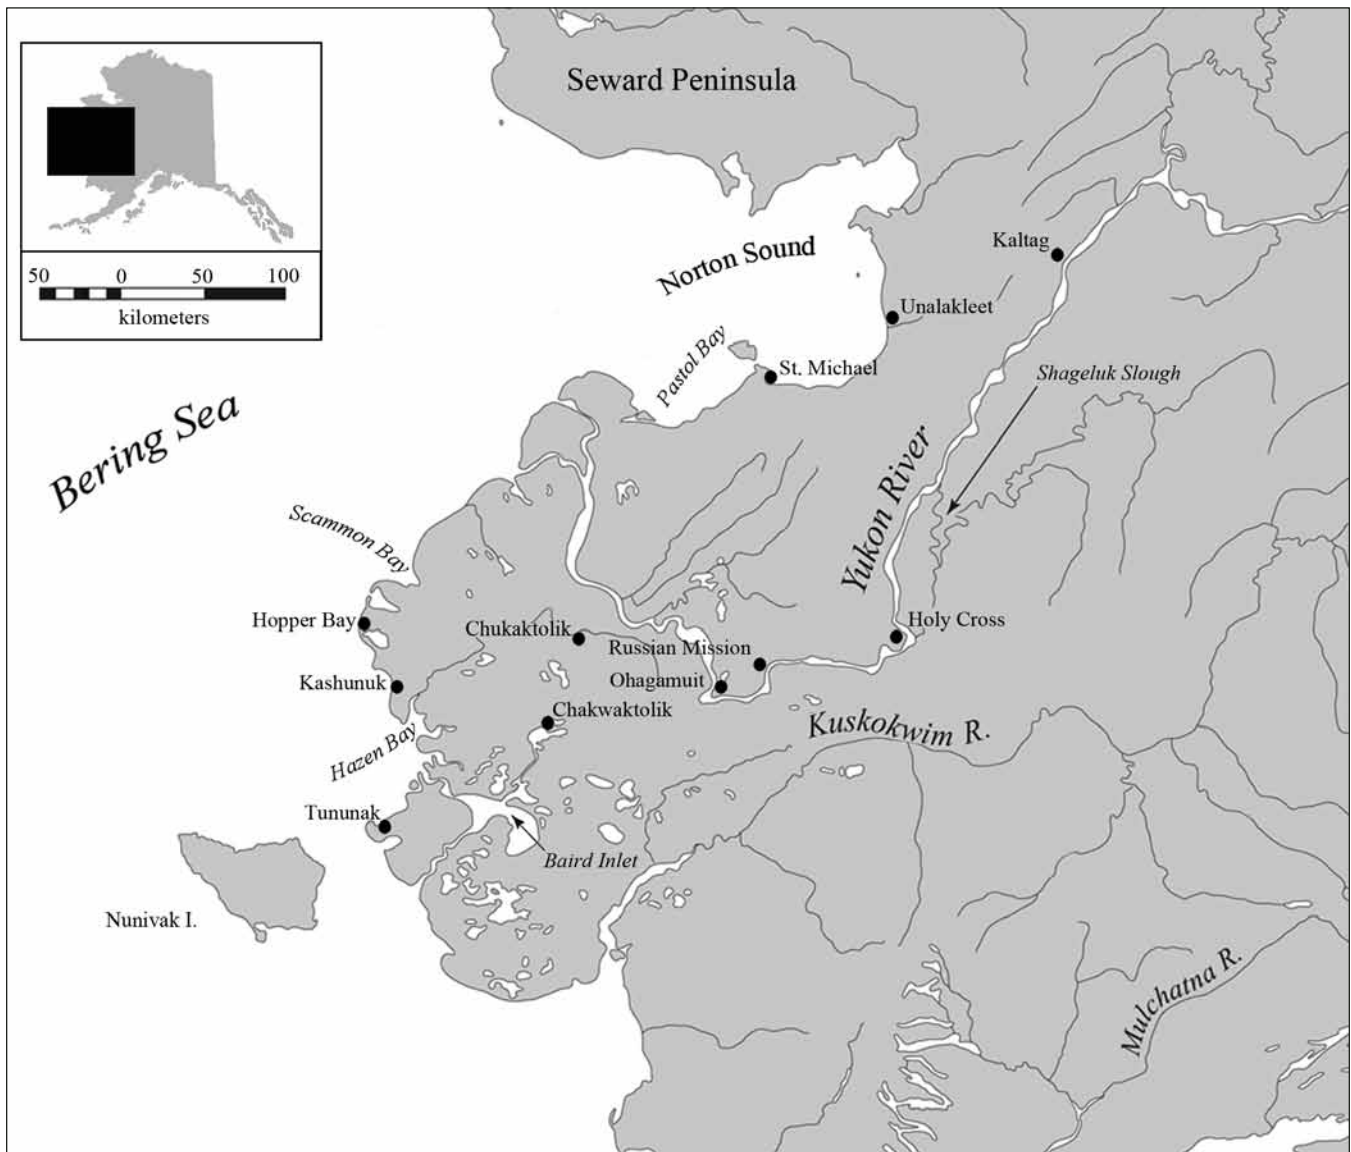 Seward Peninsula
50 0 50 100
kilometers
Norton Sound
Kaltag
Unalakleet
Pastol Bay
St. Michael
Shageluk Slough
Bering Sea
Yukon River
Scammon Bay
Hopper Bay
Chukaktolik
Holy Cross
Russian Mission
Kashunuk
Ohagamuit
Chakwaktolik
Kuskokwim R.
Hazen Bay
Tununak
Baird Inlet
Nunivak I.
Mulchatna R.